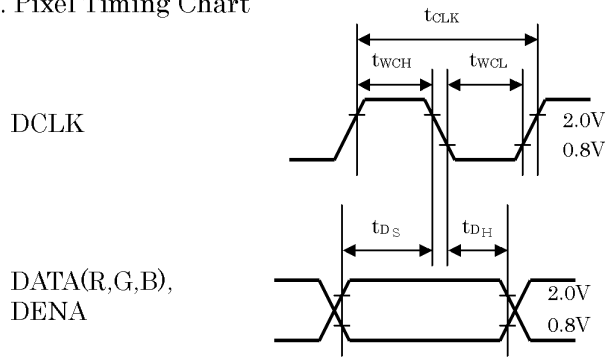 . Pixel Timing Chart
tCLK
tWCH
tWCL
DCLK
2.0V
0.8V
tDS
tDH
DATA(R,G,B),
DENA
2.0V
0.8V